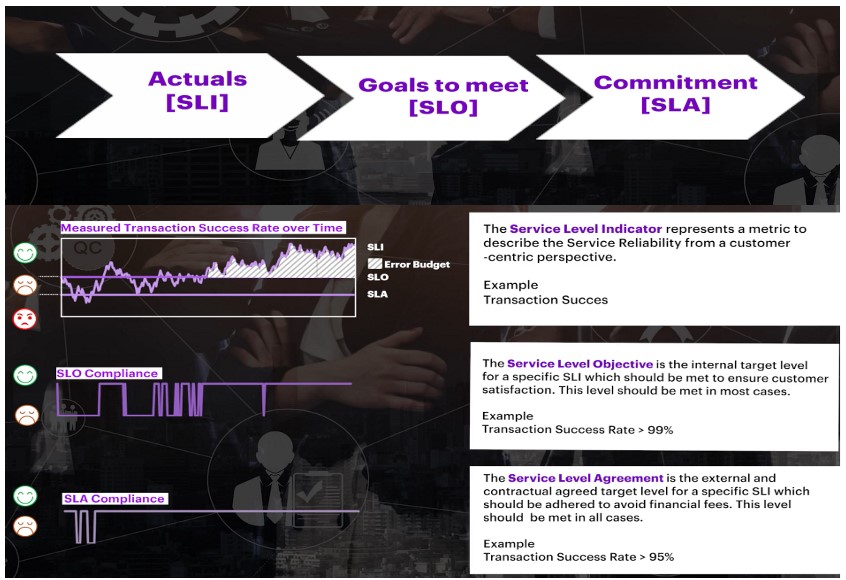 Actuals
[SLI]
Goals to meet
[SLO]
Commitment
[SLA]
QC
Measured Transaction Success Rate over Time
SLI
Error Budget
SLO
SLA
The Service Level Indicator represents a metric to
describe the Service Reliability from a customer
-centric perspective.
Example
Transaction Succes
SLO Compliance
The Service Level Objective is the internal target level
for a specific SLI which should be met to ensure customer
satisfaction. This level should be met in most cases.
Example
Transaction Success Rate > 99%
SLA Compliance
The Service Level Agreement is the external and
contractual agreed target level for a specific SLI which
should be adhered to avoid financial fees. This level
should be met in all cases.
Example
Transaction Success Rate > 95%